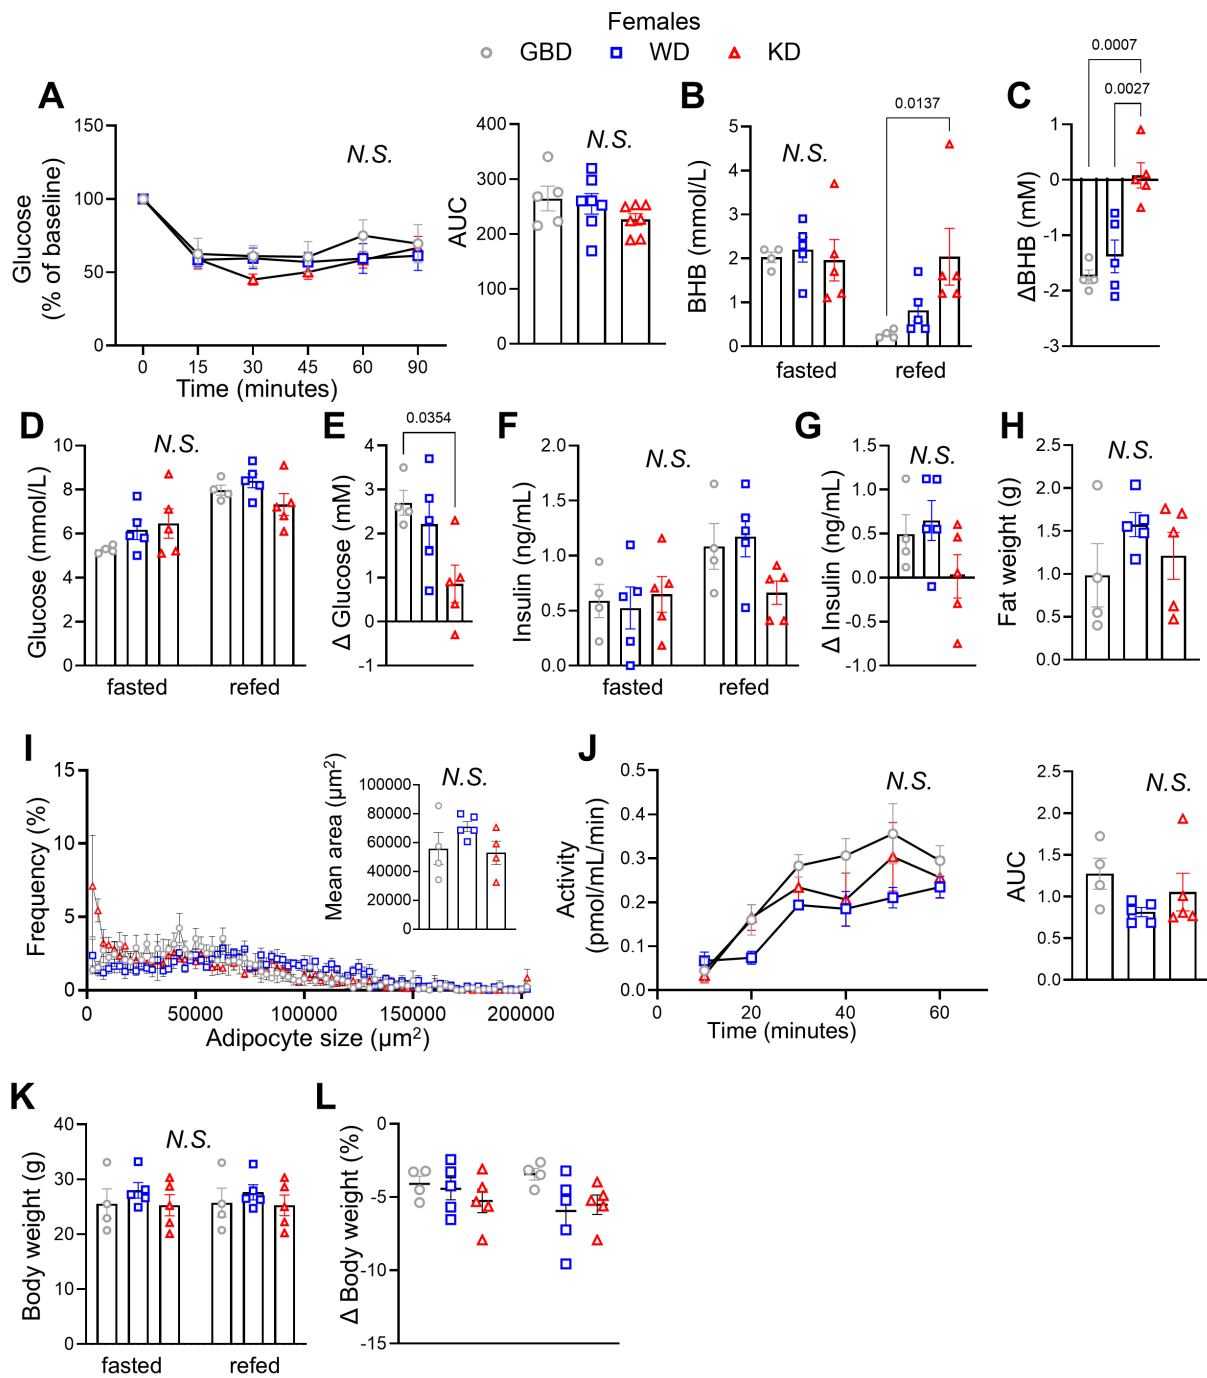 Females
GBD WD KD
A
Glucose
(% of baseline)
150
100
50
0
N.S.
0 15 30 45 60 90
Time (minutes)
AUC
400
300
200
100
0
N.S.
B
BHB (mmol/L)
5
4
3
2
1
0
N.S.
0.0137
fasted refed
C
ΔBHB (mM)
1
0
-1
-2
-3
0.0007
0.0027
D
Glucose (mmol/L)
10
8
6
4
2
0
N.S.
fasted refed
E
Δ Glucose (mM)
4
3
2
1
0
-1
0.0354
F
Insulin (ng/mL)
2.0
1.5
1.0
0.5
0.0
N.S.
fasted refed
G
Δ Insulin (ng/mL)
1.5
1.0
0.5
0.0
-0.5
-1.0
N.S.
H
Fat weight (g)
2.5
2.0
1.5
1.0
0.5
0.0
N.S.
I
Frequency (%)
15
10
5
0
0 50000 100000 150000 200000
Adipocyte size (µm²)
Mean area (µm²)
100000
80000
60000
40000
20000
0
N.S.
J
Activity
(pmol/mL/min)
0.5
0.4
0.3
0.2
0.1
0.0
N.S.
0 20 40 60
Time (minutes)
AUC
2.5
2.0
1.5
1.0
0.5
0.0
N.S.
K
Body weight (g)
40
30
20
10
0
N.S.
fasted refed
L
Δ Body weight (%)
0
-5
-10
-15